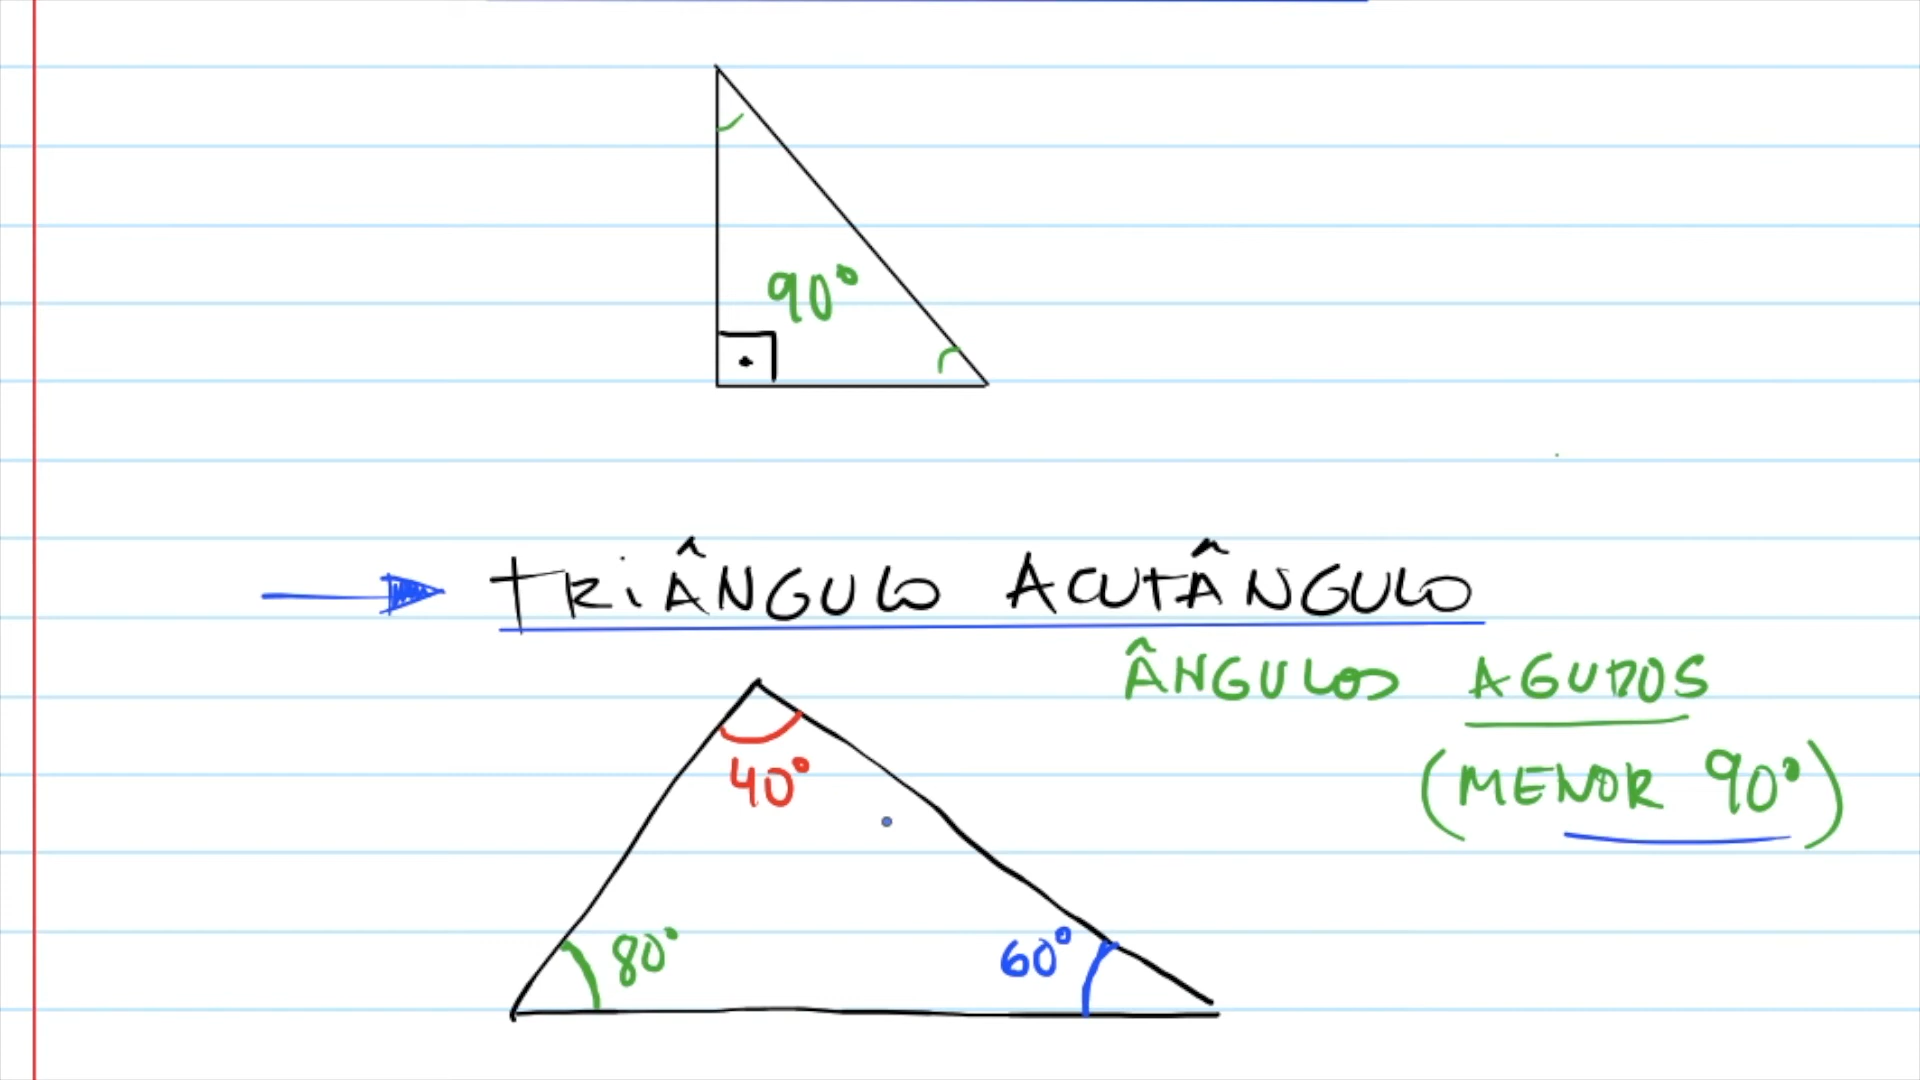 90°
TRIÂNGULO ACUTÂNGULO
ÂNGULOS AGUDOS
(MENOR 90°)
40°
80°
60°